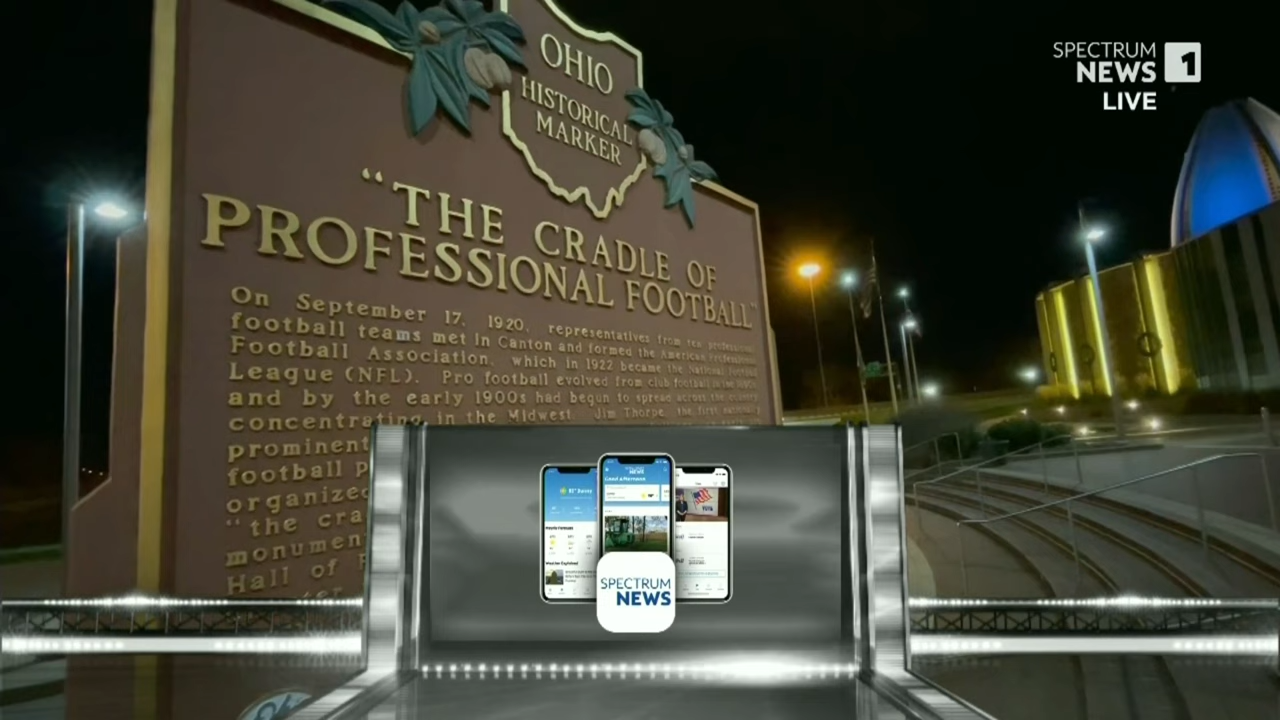 OHIO
HISTORICAL
MARKER
"THE CRADLE OF
PROFESSIONAL FOOTBALL"
On September 17, 1920, representatives from ten professional
football teams met in Canton and formed the American Professional
Football Association, which in 1922 became the National Football
League (NFL). Pro football evolved from club football in the 1890s
and by the early 1900s had begun to spread across the country
concentrating in the Midwest. Jim Thorpe, the first nationally
prominent
football p
organized
"the cra
monumen
Hall of F
SPECTRUM
NEWS 1
LIVE
SPECTRUM
NEWS